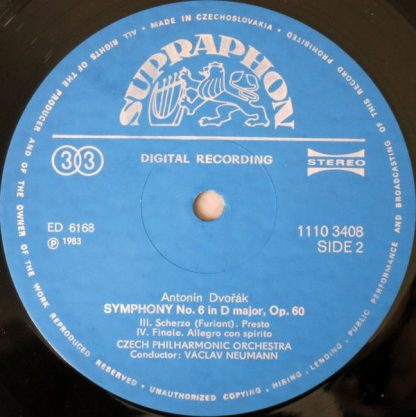 • MADE IN CZECHOSLOVAKIA •
ALL RIGHTS OF THE PRODUCER AND OF THE OWNER OF THE WORK REPRODUCED RESERVED • UNAUTHORIZED COPYING • HIRING • LENDING • PUBLIC PERFORMANCE AND BROADCASTING OF THIS RECORD PROHIBITED
SUPRAPHON
33 DIGITAL RECORDING STEREO
ED 6168 1110 3408
℗ 1983 SIDE 2
Antonín Dvořák
SYMPHONY No. 6 in D major, Op. 60
III. Scherzo (Furiant). Presto
IV. Finale. Allegro con spirito
CZECH PHILHARMONIC ORCHESTRA
Conductor: VÁCLAV NEUMANN